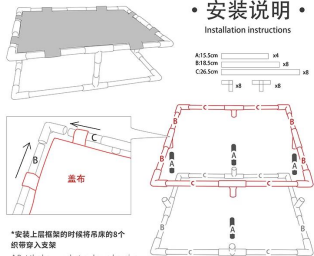 · 安装说明 ·
Installation instructions
A:15.5cm x4
B:18.5cm x8
C:26.5cm x8
x8 x8
C
B B
A A
C
C
B
盖布
B B
A A
C
*安装上层框架的时候将吊床的8个
织带穿入支架